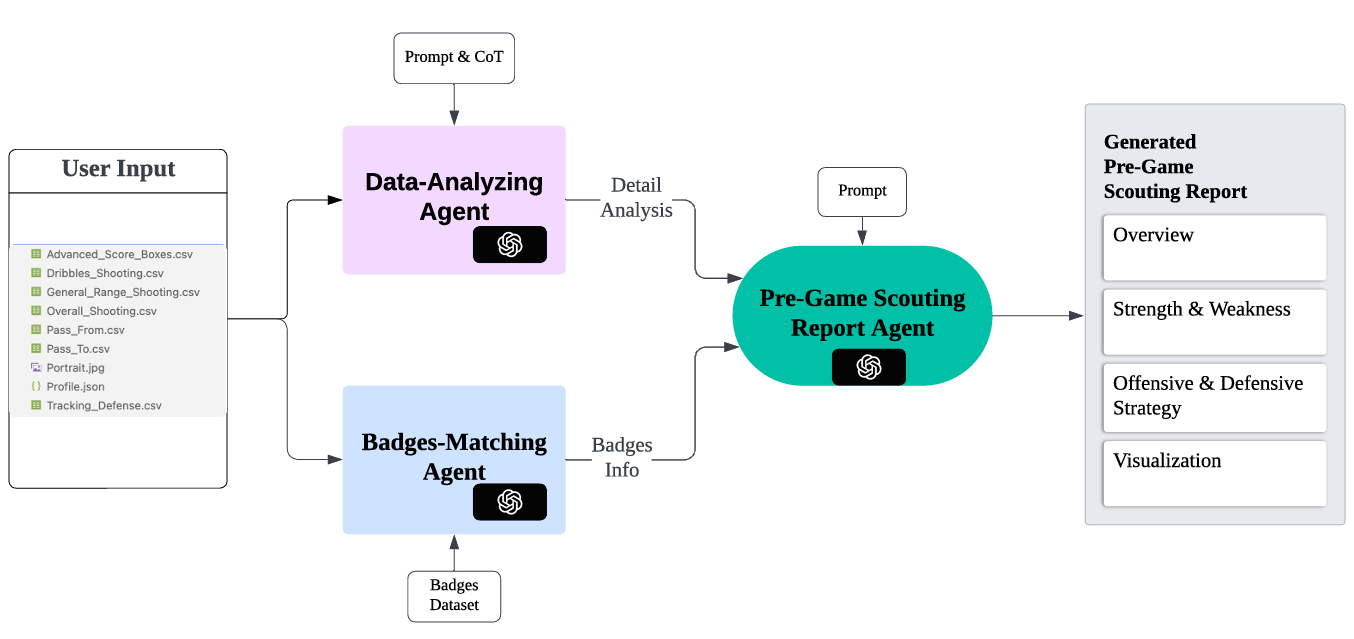 Prompt & CoT
User Input
Advanced_Score_Boxes.csv
Dribbles_Shooting.csv
General_Range_Shooting.csv
Overall_Shooting.csv
Pass_From.csv
Pass_To.csv
Portrait.jpg
Profile.json
Tracking_Defense.csv
Data-Analyzing
Agent
Detail
Analysis
Badges-Matching
Agent
Badges
Info
Badges
Dataset
Prompt
Pre-Game Scouting
Report Agent
Generated
Pre-Game
Scouting Report
Overview
Strength & Weakness
Offensive & Defensive
Strategy
Visualization